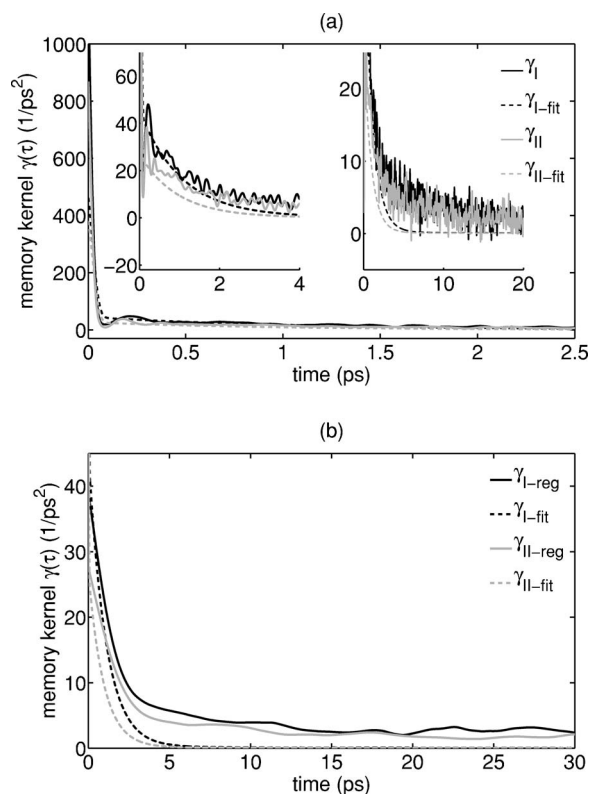 (a)
memory kernel γ(τ) (1/ps²)
1000
800
600
400
200
0
0 0.5 1 1.5 2 2.5
time (ps)
60
40
20
0
−20
0 2 4
20
10
0
0 10 20
γI
γI−fit
γII
γII−fit
(b)
memory kernel γ(τ) (1/ps²)
40
30
20
10
0
0 5 10 15 20 25 30
time (ps)
γI−reg
γI−fit
γII−reg
γII−fit